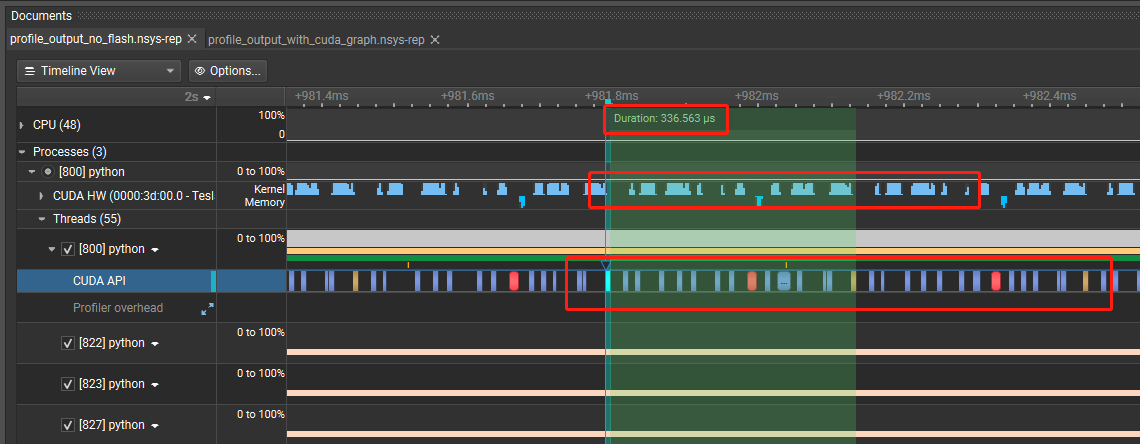 Documents
profile_output_no_flash.nsys-rep
profile_output_with_cuda_graph.nsys-rep
Timeline View
Options...
2s
+981.4ms
+981.6ms
+981.8ms
+982ms
+982.2ms
+982.4ms
CPU (48)
100%
0
Duration: 336.563 µs
Processes (3)
[800] python
0 to 100%
CUDA HW (0000:3d:00.0 - Tesl
Kernel
Memory
Threads (55)
[800] python
0 to 100%
CUDA API
...
Profiler overhead
[822] python
0 to 100%
[823] python
0 to 100%
[827] python
0 to 100%